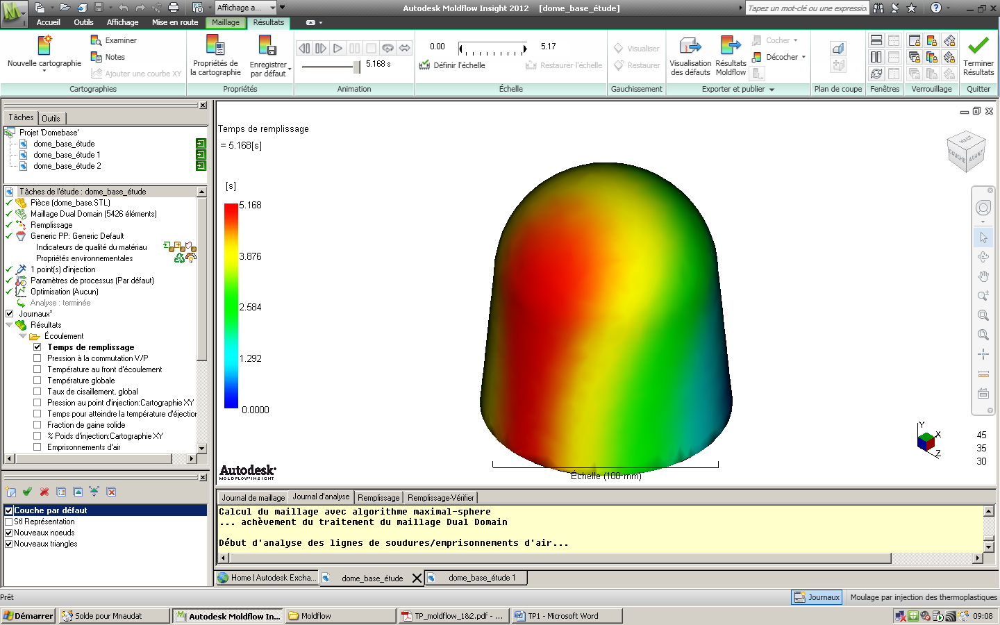 Affichage a...
Autodesk Moldflow Insight 2012 [dome_base_étude]
Tapez un mot-clé ou une expressio
Accueil Outils Affichage Mise en route Maillage Résultats
Nouvelle cartographie
Examiner
Notes
Ajouter une courbe XY
Cartographies
Propriétés de
la cartographie
Enregistrer
par défaut
Propriétés
5.168 s
Animation
0.00 5.17
Définir l'échelle Restaurer l'échelle
Échelle
Visualiser
Restaurer
Gauchissement
Visualisation
des défauts
Résultats
Moldflow
Cocher
Décocher
Exporter et publier
Plan de coupe
Fenêtres
Verrouillage
Terminer
Résultats
Quitter
Tâches Outils
Projet 'Domebase'
dome_base_étude
dome_base_étude 1
dome_base_étude 2
Tâches de l'étude : dome_base_étude
Pièce (dome_base.STL)
Maillage Dual Domain (5426 éléments)
Remplissage
Generic PP: Generic Default
Indicateurs de qualité du matériau
Propriétés environnementales
1 point(s) d'injection
Paramètres de processus (Par défaut)
Optimisation (Aucun)
Analyse : terminée
Journaux*
Résultats
Écoulement
Temps de remplissage
Pression à la commutation V/P
Température au front d'écoulement
Température globale
Taux de cisaillement, global
Pression au point d'injection:Cartographie XY
Temps pour atteindre la température d'éjection
Fraction de gaine solide
% Poids d'injection:Cartographie XY
Emprisonnements d'air
Couche par défaut
Stl Représentation
Nouveaux noeuds
Nouveaux triangles
Temps de remplissage
= 5.168[s]
[s]
5.168
3.876
2.584
1.292
0.0000
HAUT
GAUCHE AVANT
Autodesk
MOLDFLOW INSIGHT
Échelle (100 mm)
Y
X
Z
45
35
30
Journal de maillage Journal d'analyse Remplissage Remplissage-Vérifier
Calcul du maillage avec algorithme maximal-sphere
... achèvement du traitement du maillage Dual Domain
Début d'analyse des lignes de soudures/emprisonnements d'air...
Home | Autodesk Excha... dome_base_étude dome_base_étude 1
Prêt
Journaux Moulage par injection des thermoplastiques
Démarrer Solde pour Mnaudat Autodesk Moldflow In... Moldflow TP_moldflow_1&2.pdf - ... TP1 - Microsoft Word 09:08